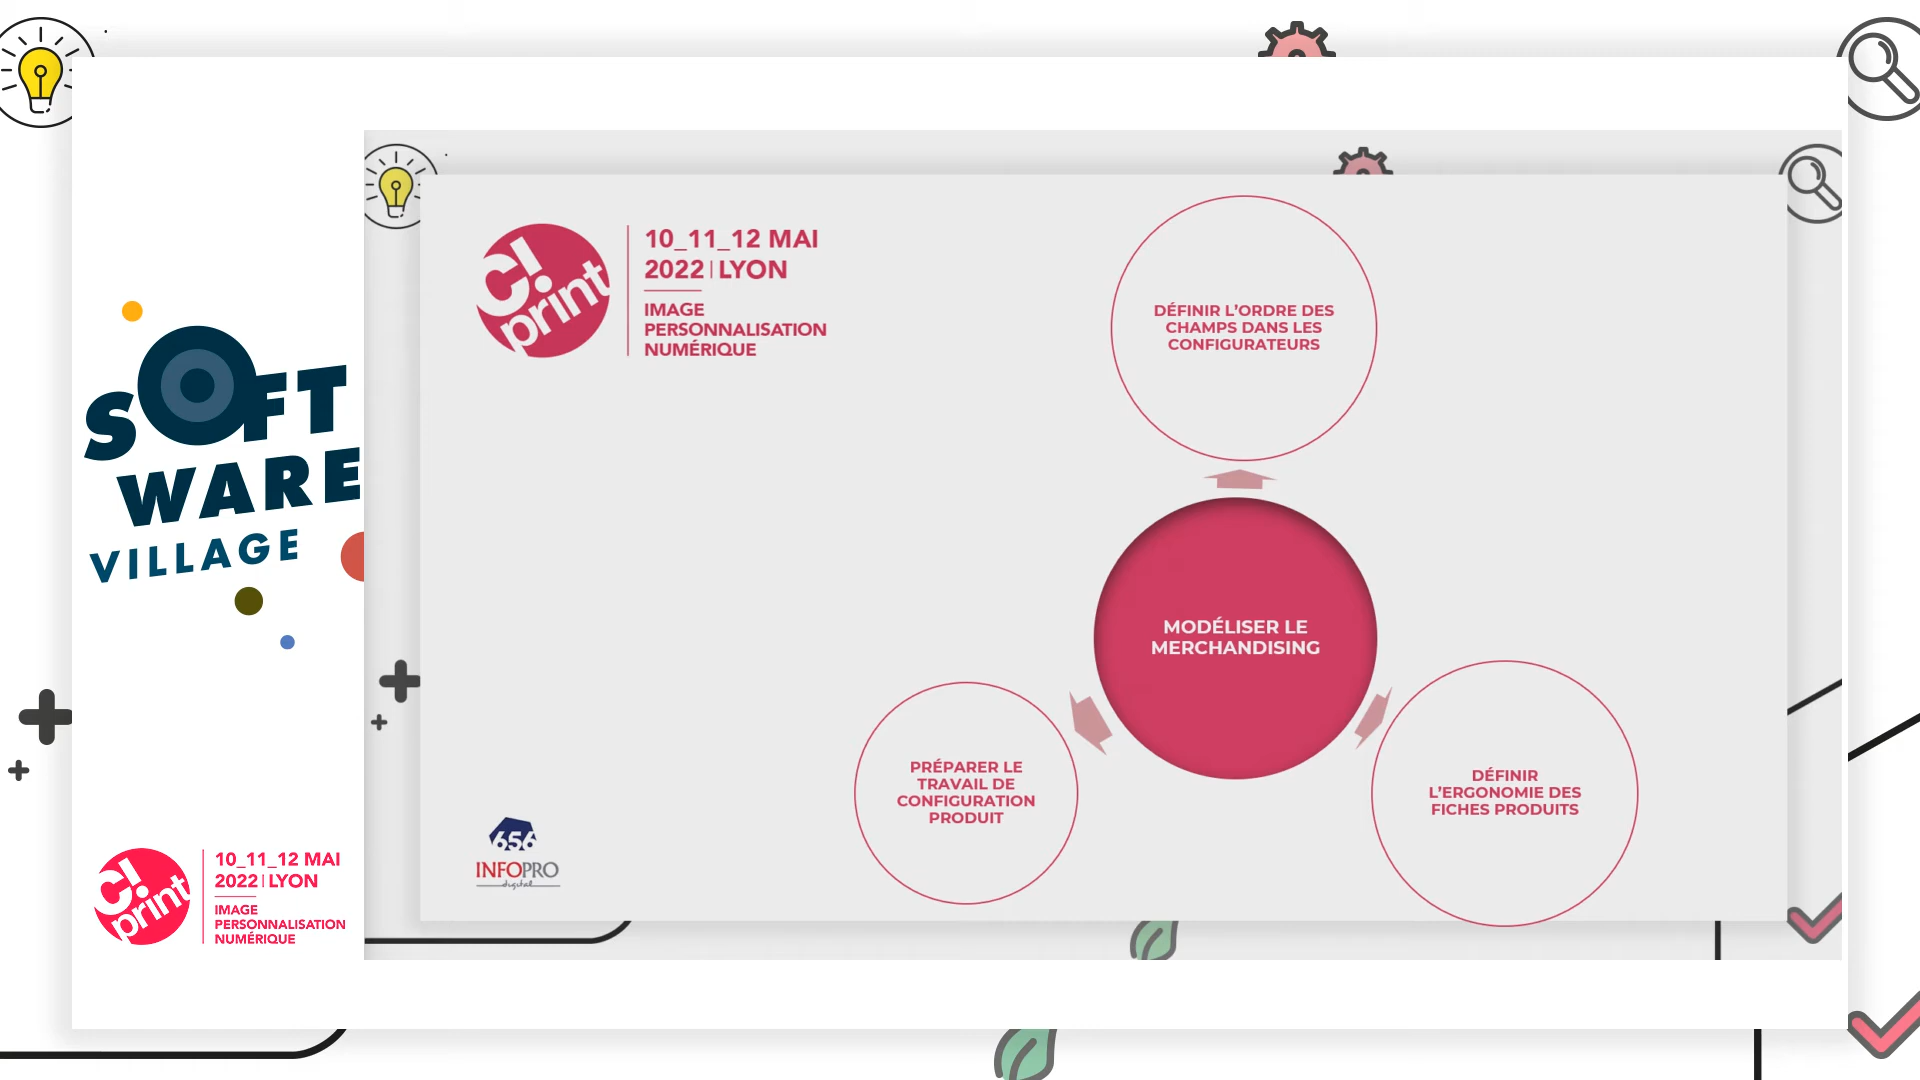 SOFT
WARE
VILLAGE
C!
print
10_11_12 MAI
2022 | LYON
IMAGE
PERSONNALISATION
NUMÉRIQUE
C!
print
10_11_12 MAI
2022 | LYON
IMAGE
PERSONNALISATION
NUMÉRIQUE
DÉFINIR L’ORDRE DES
CHAMPS DANS LES
CONFIGURATEURS
MODÉLISER LE
MERCHANDISING
PRÉPARER LE
TRAVAIL DE
CONFIGURATION
PRODUIT
DÉFINIR
L’ERGONOMIE DES
FICHES PRODUITS
656
INFOPRO
digital